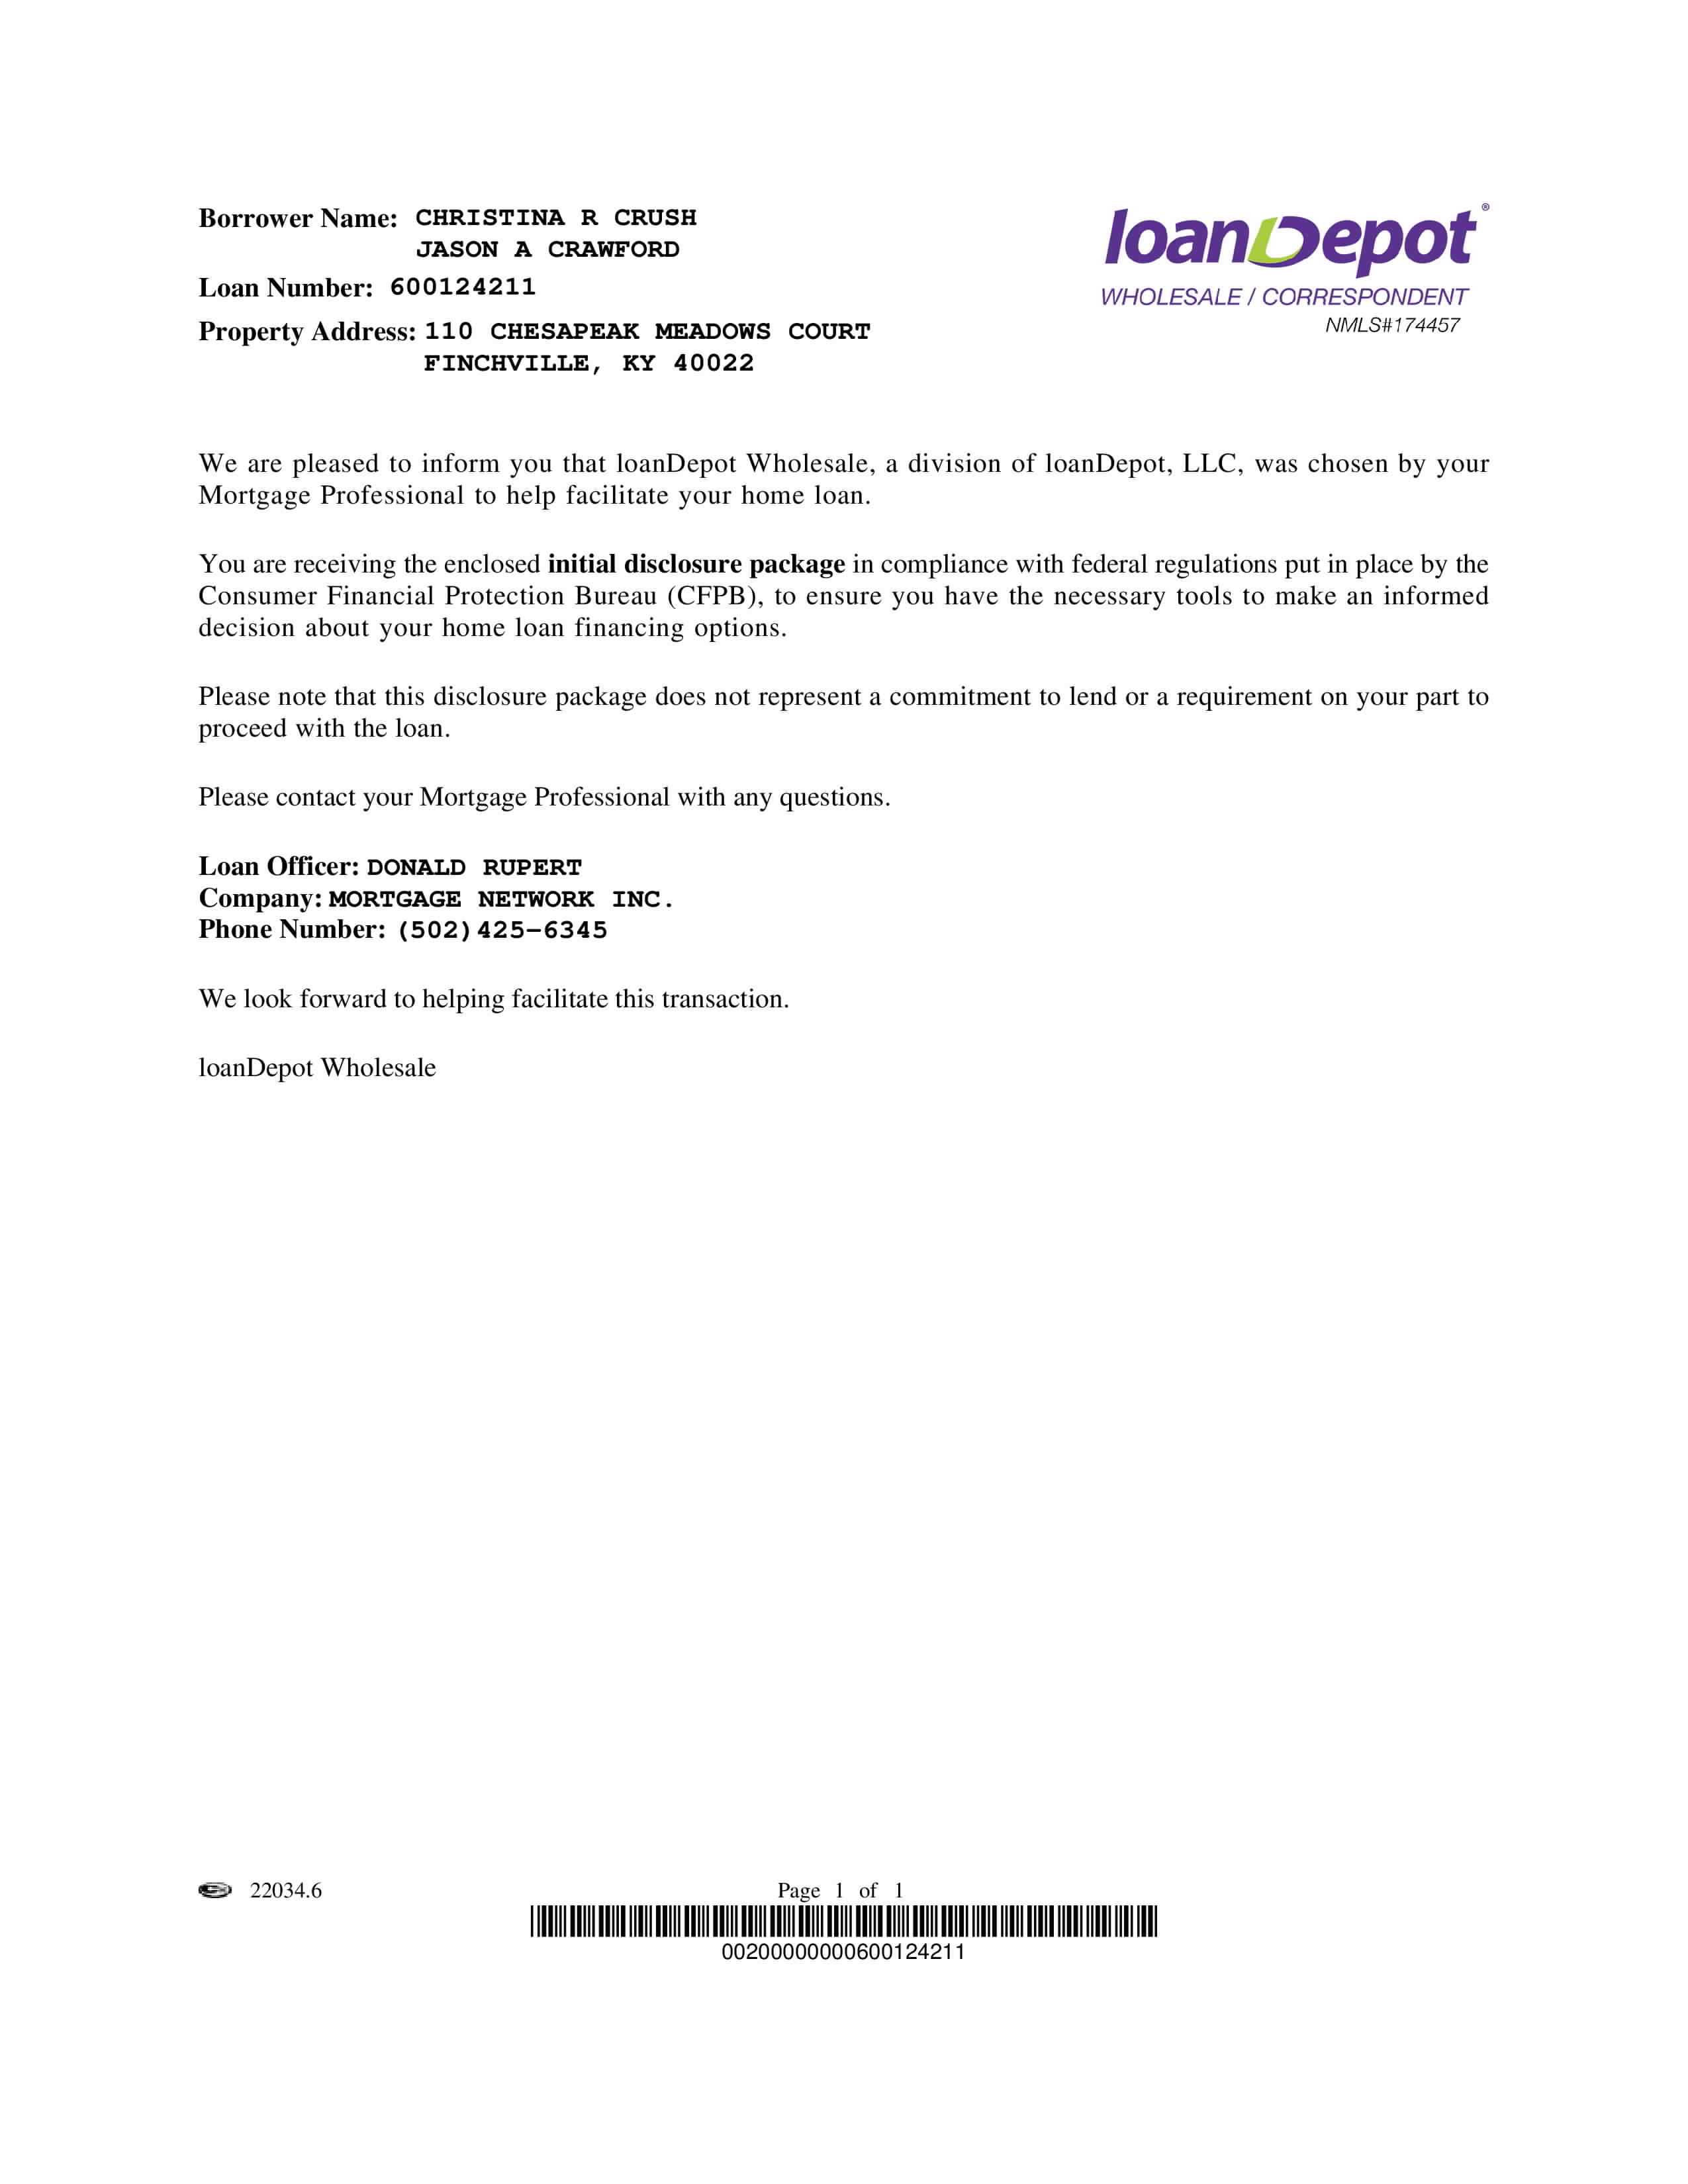 Borrower Name: CHRISTINA R CRUSH
JASON A CRAWFORD
Loan Number: 600124211
Property Address: 110 CHESAPEAK MEADOWS COURT
FINCHVILLE, KY 40022
loanDepot®
WHOLESALE / CORRESPONDENT
NMLS#174457
We are pleased to inform you that loanDepot Wholesale, a division of loanDepot, LLC, was chosen by your
Mortgage Professional to help facilitate your home loan.
You are receiving the enclosed initial disclosure package in compliance with federal regulations put in place by the
Consumer Financial Protection Bureau (CFPB), to ensure you have the necessary tools to make an informed
decision about your home loan financing options.
Please note that this disclosure package does not represent a commitment to lend or a requirement on your part to
proceed with the loan.
Please contact your Mortgage Professional with any questions.
Loan Officer: DONALD RUPERT
Company: MORTGAGE NETWORK INC.
Phone Number: (502)425-6345
We look forward to helping facilitate this transaction.
loanDepot Wholesale
22034.6
Page 1 of 1
00200000000600124211